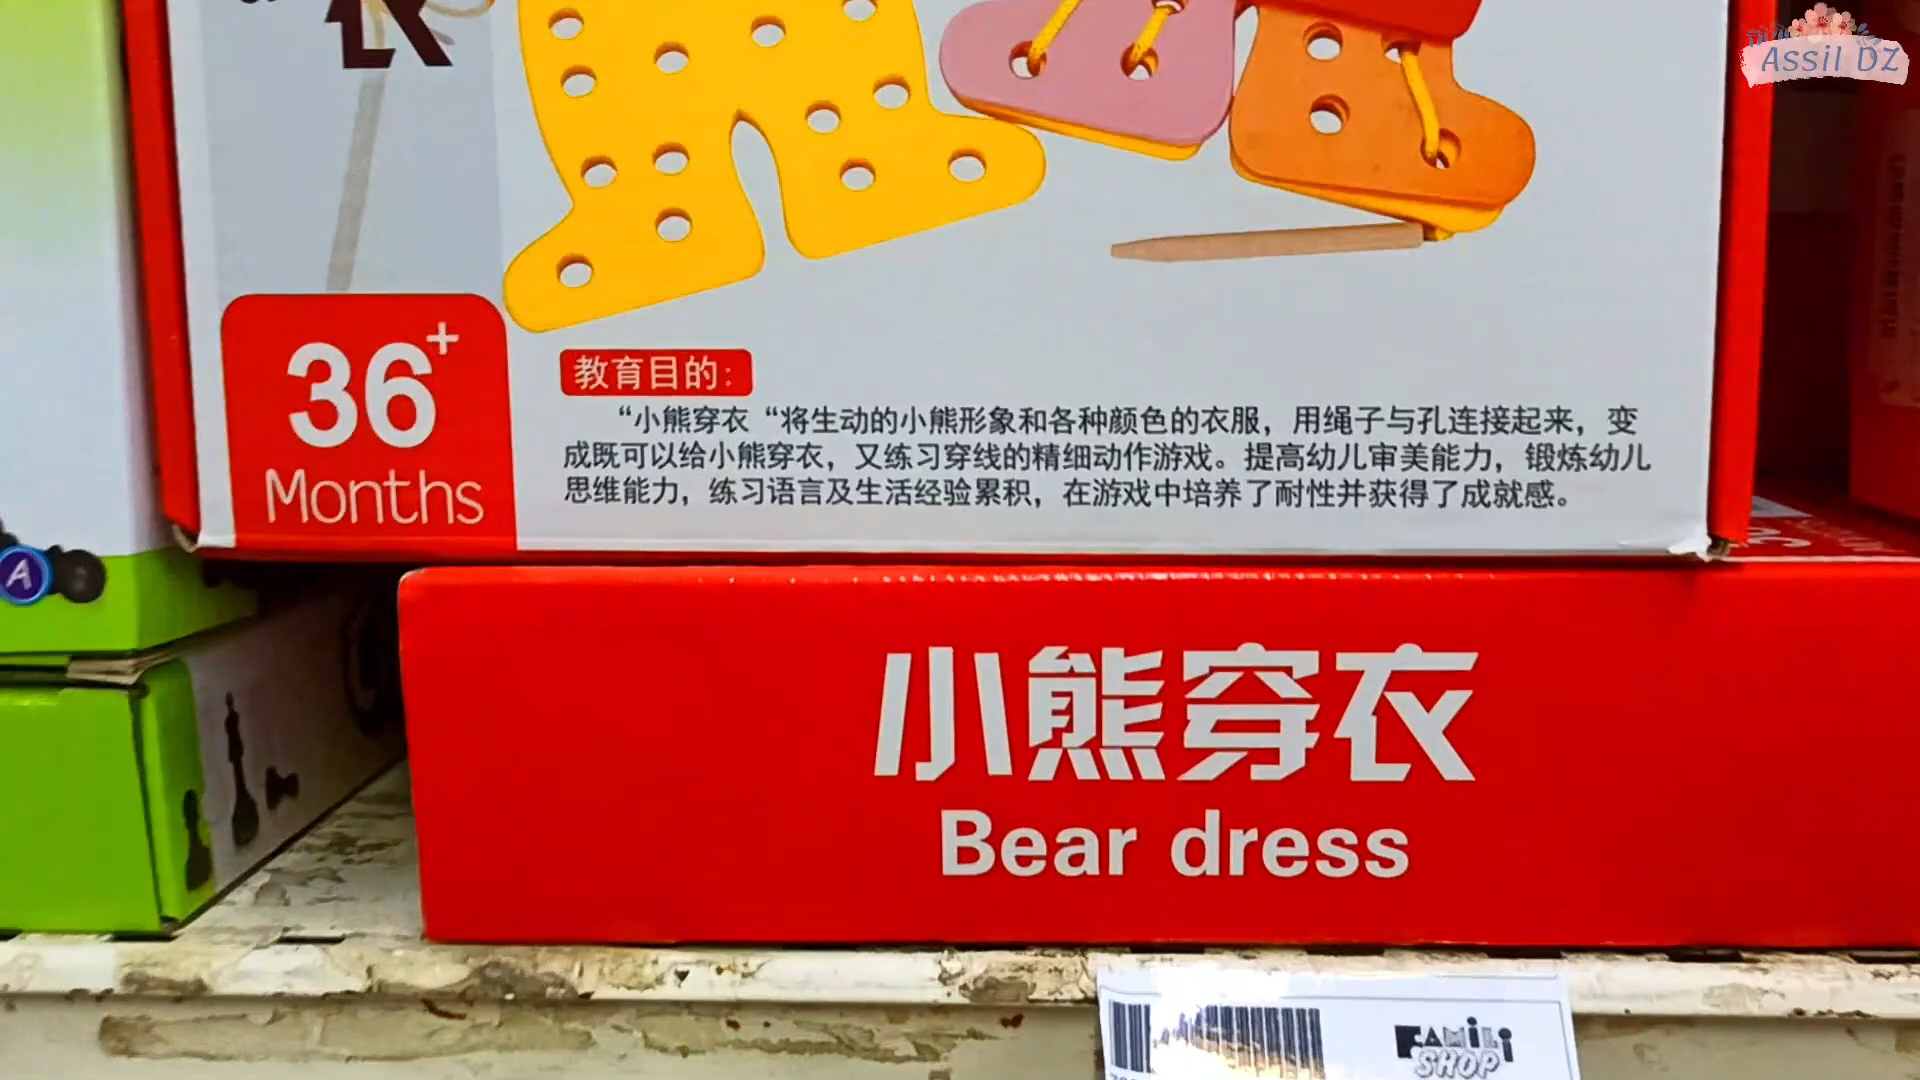 Assil DZ
衣
36+
Months
教育目的：
“小熊穿衣 “将生动的小熊形象和各种颜色的衣服，用绳子与孔连接起来，变
成既可以给小熊穿衣，又练习穿线的精细动作游戏。提高幼儿审美能力，锻炼幼儿
思维能力，练习语言及生活经验累积，在游戏中培养了耐性并获得了成就感。
A
小熊穿衣
Bear dress
FAMILI
SHOP